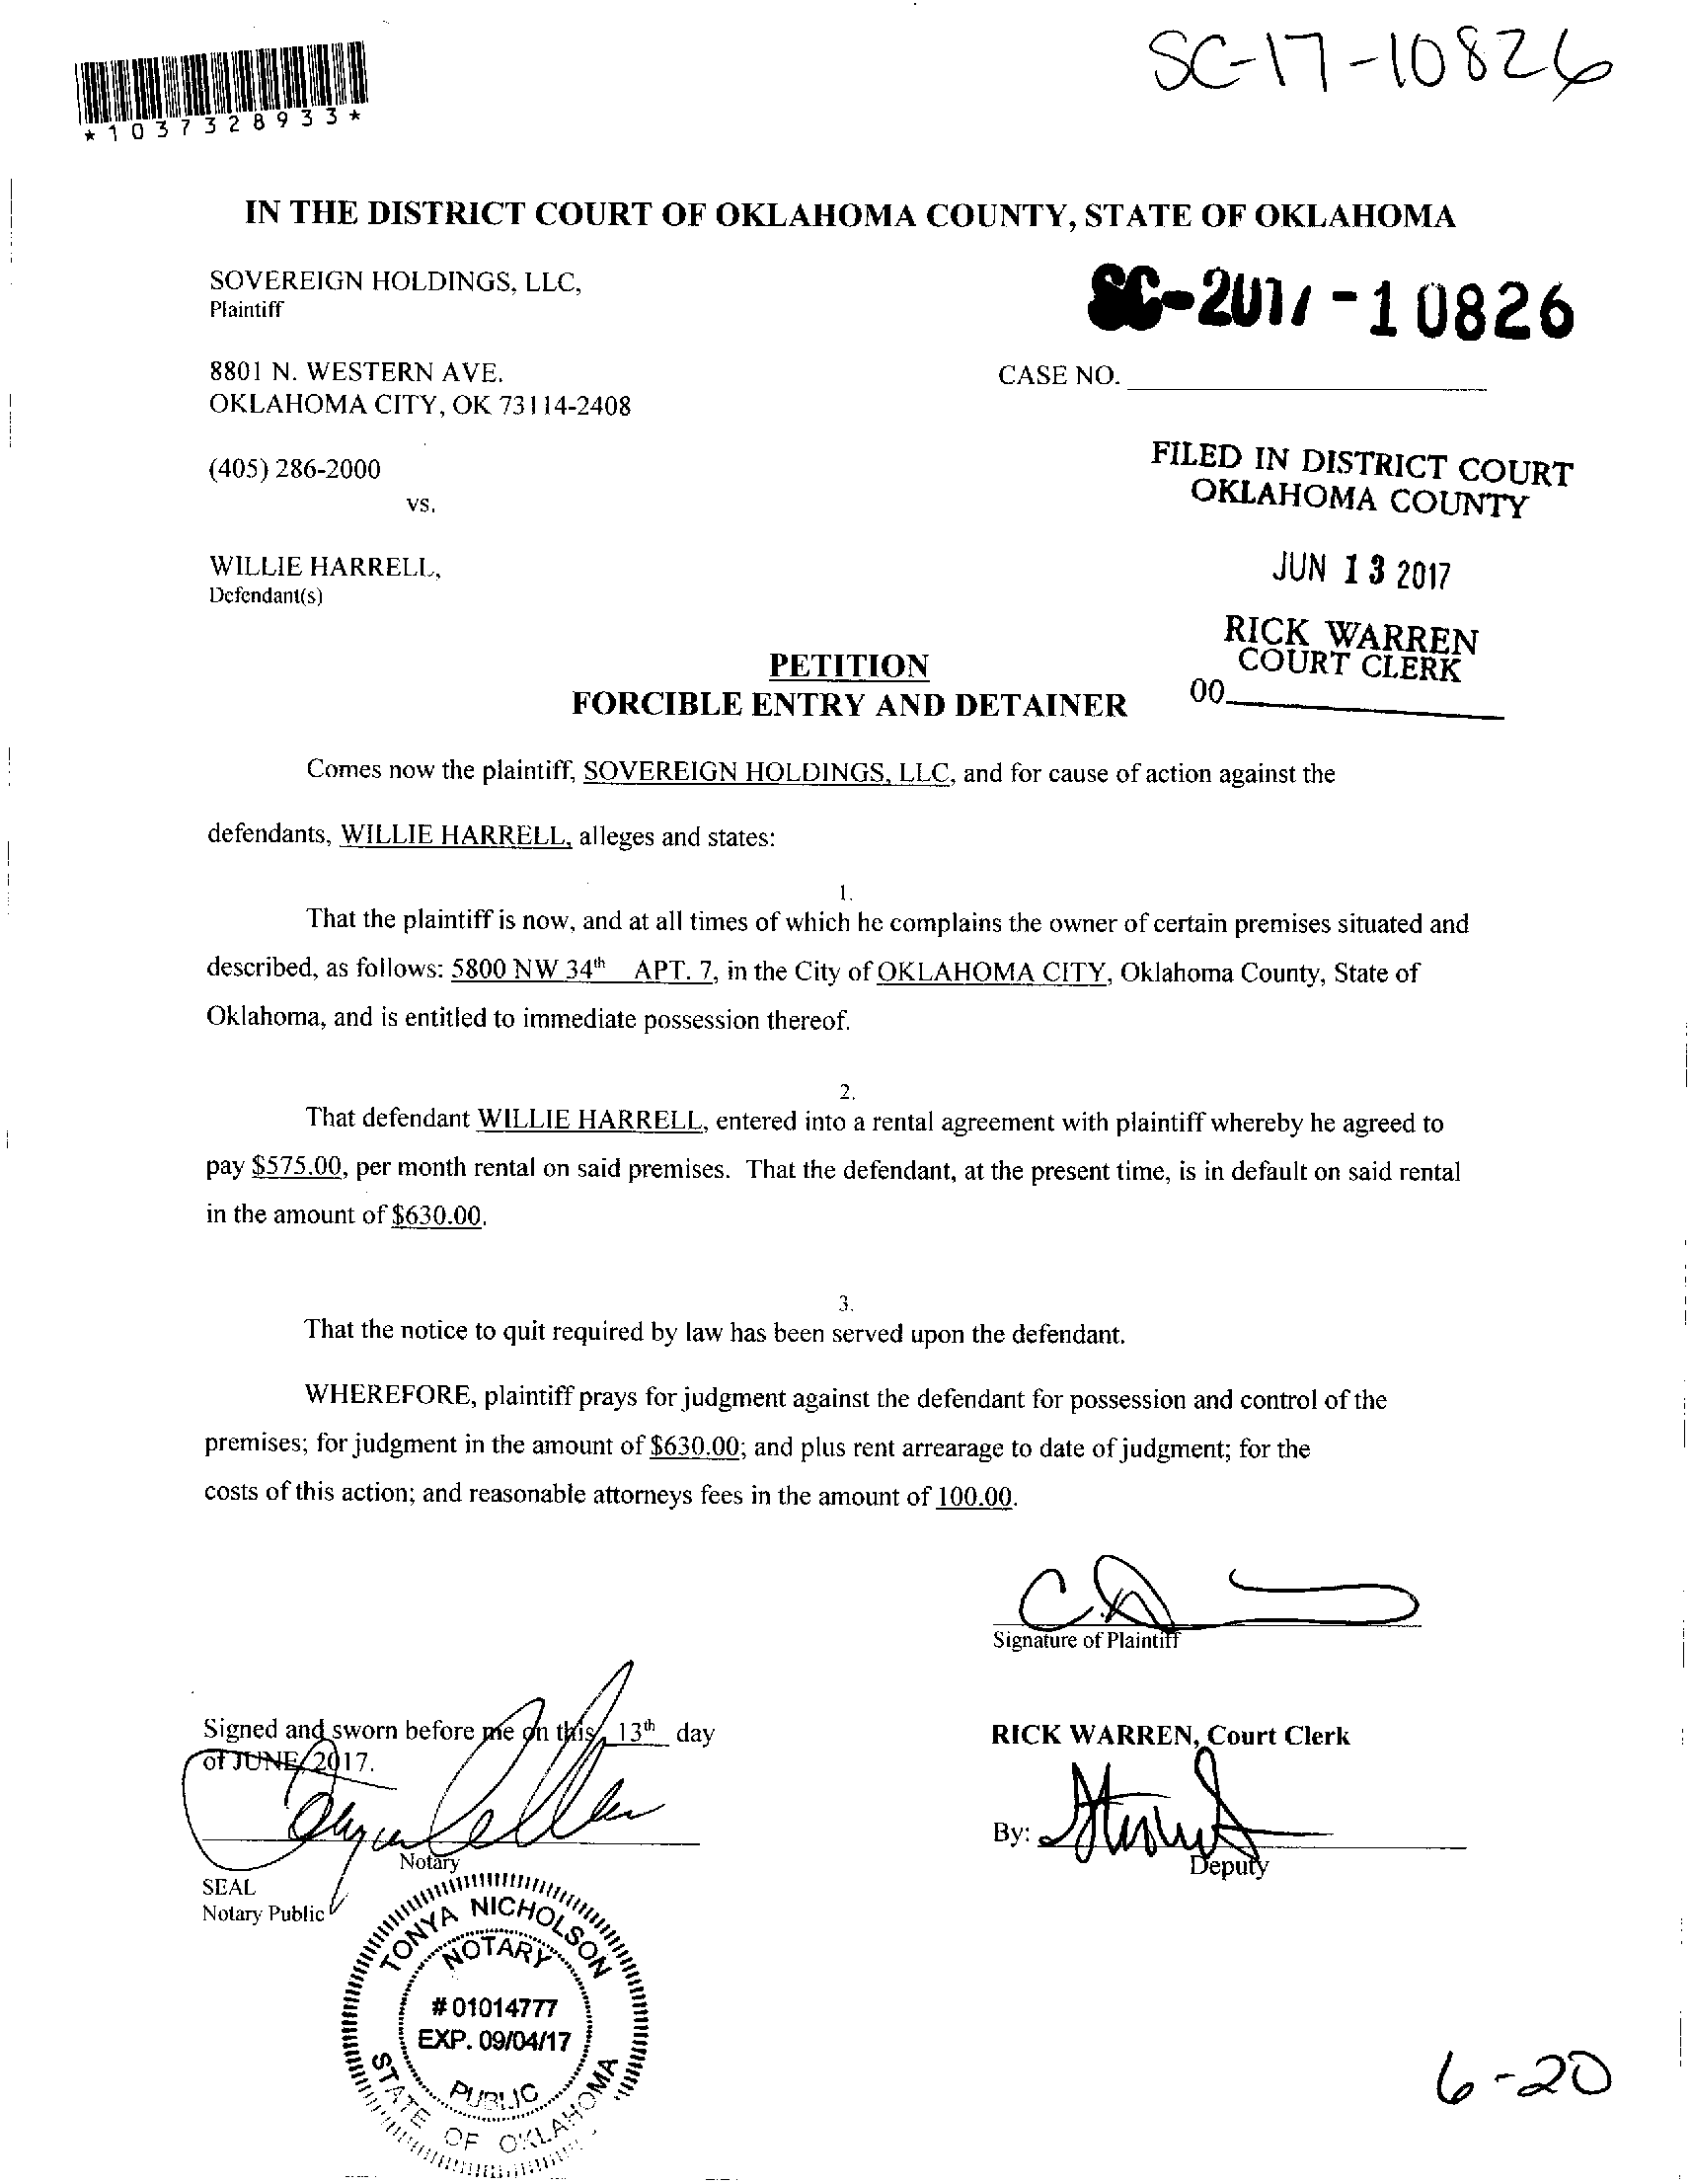 SC-17-10826
*1037328933*
IN THE DISTRICT COURT OF OKLAHOMA COUNTY, STATE OF OKLAHOMA
SOVEREIGN HOLDINGS, LLC,
Plaintiff
SC-2017-10826
8801 N. WESTERN AVE.
OKLAHOMA CITY, OK 73114-2408
CASE NO.
(405) 286-2000
vs.
FILED IN DISTRICT COURT
OKLAHOMA COUNTY
WILLIE HARRELL,
Defendant(s)
JUN 13 2017
RICK WARREN
COURT CLERK
00
PETITION
FORCIBLE ENTRY AND DETAINER
Comes now the plaintiff, SOVEREIGN HOLDINGS, LLC, and for cause of action against the
defendants, WILLIE HARRELL, alleges and states:
1.
That the plaintiff is now, and at all times of which he complains the owner of certain premises situated and
described, as follows: 5800 NW 34th APT. 7, in the City of OKLAHOMA CITY, Oklahoma County, State of
Oklahoma, and is entitled to immediate possession thereof.
2.
That defendant WILLIE HARRELL, entered into a rental agreement with plaintiff whereby he agreed to
pay $575.00, per month rental on said premises. That the defendant, at the present time, is in default on said rental
in the amount of $630.00.
3.
That the notice to quit required by law has been served upon the defendant.
WHEREFORE, plaintiff prays for judgment against the defendant for possession and control of the
premises; for judgment in the amount of $630.00; and plus rent arrearage to date of judgment; for the
costs of this action; and reasonable attorneys fees in the amount of 100.00.
Signature of Plaintiff
Signed and sworn before me on this 13th day
of JUNE, 2017.
Notary
SEAL
Notary Public
RICK WARREN, Court Clerk
By:
Deputy
TONYA NICHOLSON
NOTARY
# 01014777
EXP. 09/04/17
PUBLIC
STATE OF OKLAHOMA
6-20